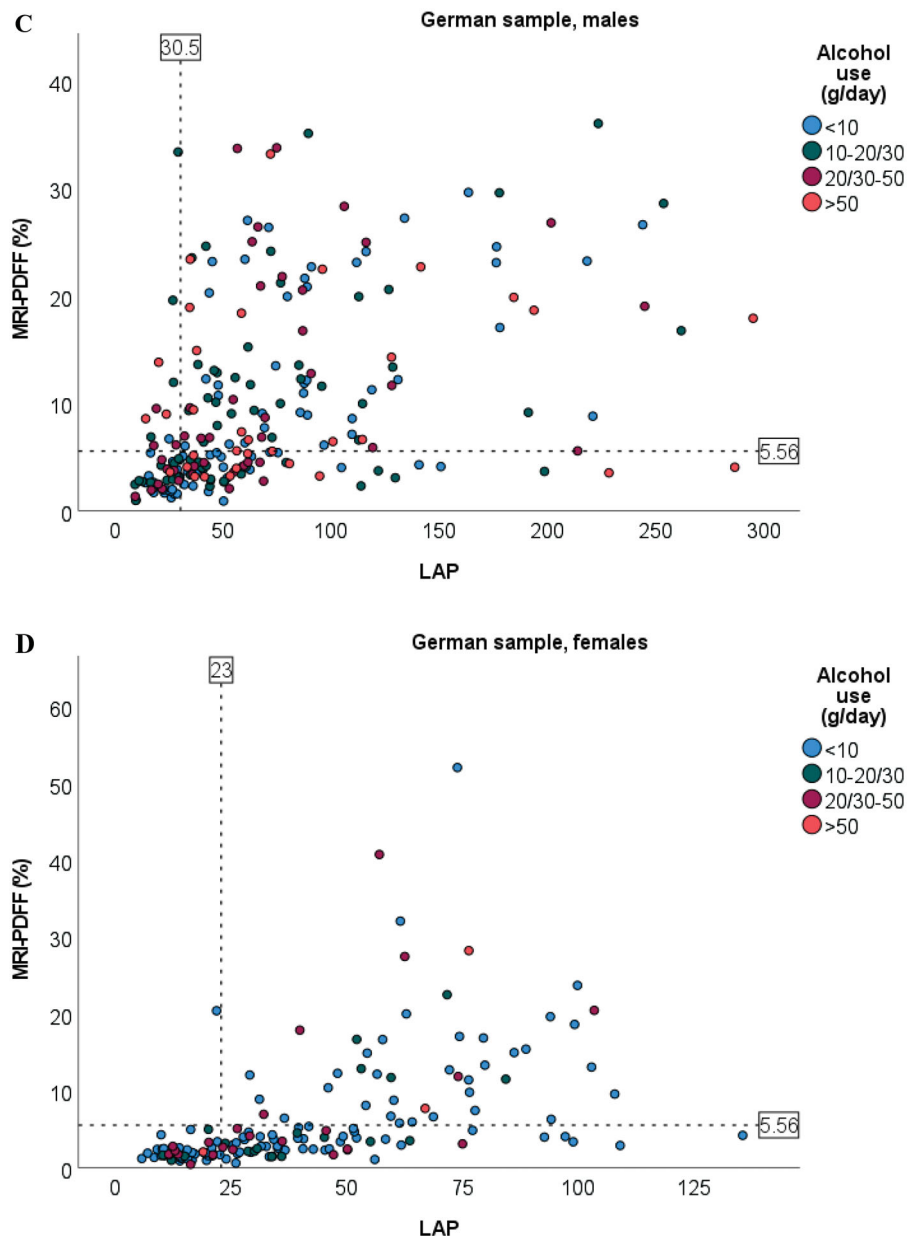 C
German sample, males
30.5
Alcohol
use
(g/day)
<10
10-20/30
20/30-50
>50
40
30
20
10
0
MRI-PDFF (%)
5.56
0
50
100
150
200
250
300
LAP
D
German sample, females
23
Alcohol
use
(g/day)
<10
10-20/30
20/30-50
>50
60
50
40
30
20
10
0
MRI-PDFF (%)
5.56
0
25
50
75
100
125
LAP